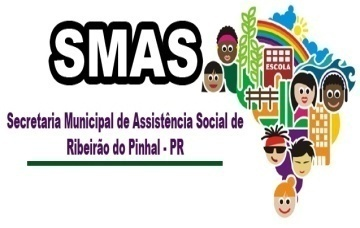 SMAS
ESCOLA
Secretaria Municipal de Assistência Social de
Ribeirão do Pinhal - PR